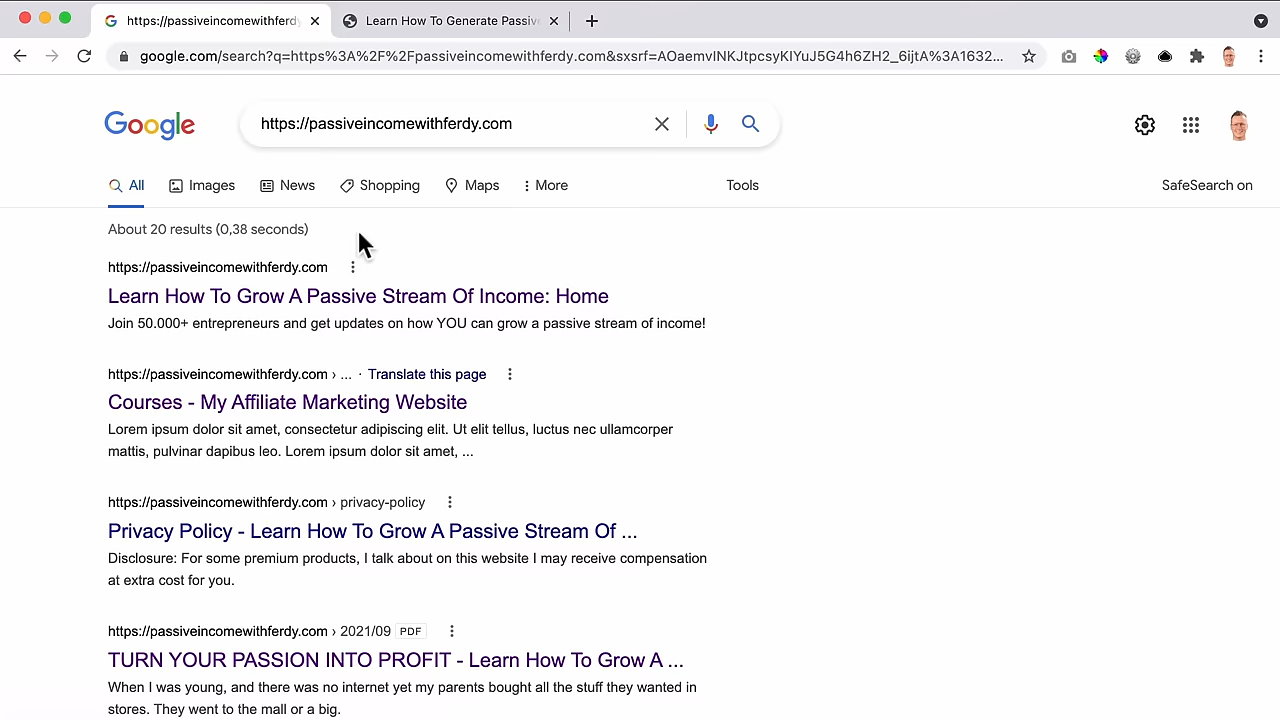 https://passiveincomewithferdy
Learn How To Generate Passive
google.com/search?q=https%3A%2F%2Fpassiveincomewithferdy.com&sxsrf=AOaemvlNKJtpcsyKIYuJ5G4h6ZH2_6ijtA%3A1632...
Google
https://passiveincomewithferdy.com
All Images News Shopping Maps More Tools SafeSearch on
About 20 results (0,38 seconds)
https://passiveincomewithferdy.com
Learn How To Grow A Passive Stream Of Income: Home
Join 50.000+ entrepreneurs and get updates on how YOU can grow a passive stream of income!
https://passiveincomewithferdy.com › ... · Translate this page
Courses - My Affiliate Marketing Website
Lorem ipsum dolor sit amet, consectetur adipiscing elit. Ut elit tellus, luctus nec ullamcorper
mattis, pulvinar dapibus leo. Lorem ipsum dolor sit amet, ...
https://passiveincomewithferdy.com › privacy-policy
Privacy Policy - Learn How To Grow A Passive Stream Of ...
Disclosure: For some premium products, I talk about on this website I may receive compensation
at extra cost for you.
https://passiveincomewithferdy.com › 2021/09 PDF
TURN YOUR PASSION INTO PROFIT - Learn How To Grow A ...
When I was young, and there was no internet yet my parents bought all the stuff they wanted in
stores. They went to the mall or a big.